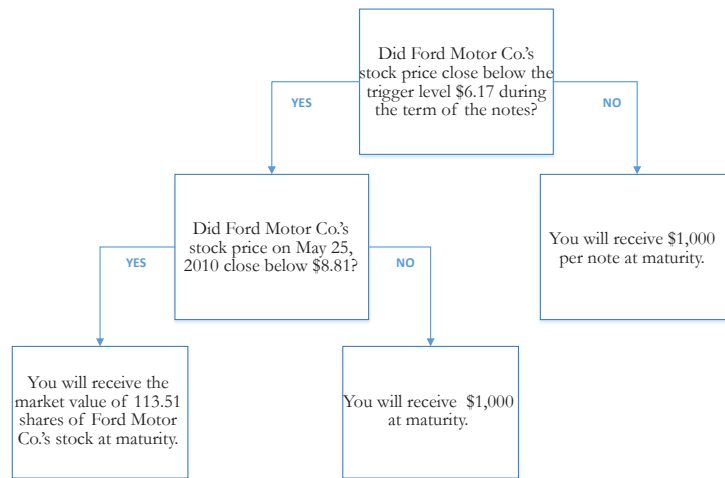 Did Ford Motor Co.'s
stock price close below the
trigger level $6.17 during
the term of the notes?
YES
NO
Did Ford Motor Co.'s
stock price on May 25,
2010 close below $8.81?
You will receive $1,000
per note at maturity.
YES
NO
You will receive the
market value of 113.51
shares of Ford Motor
Co.'s stock at maturity.
You will receive  $1,000
at maturity.